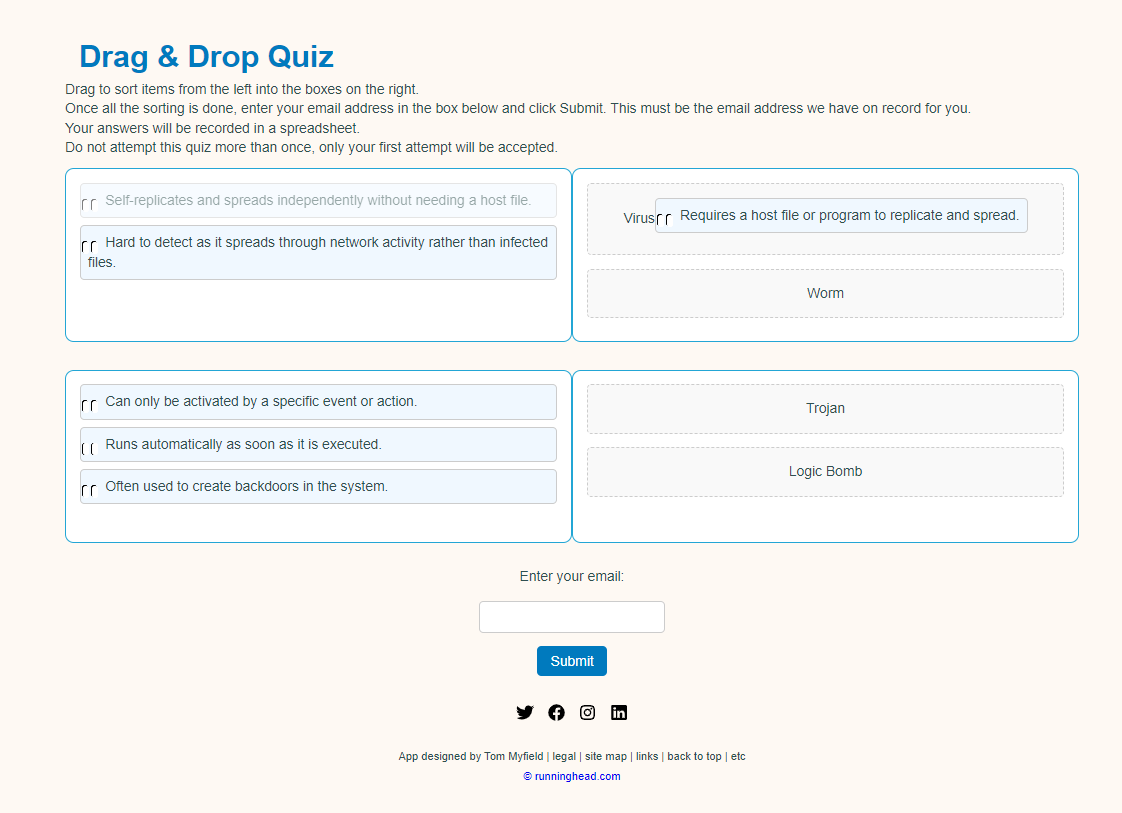 Drag & Drop Quiz
Drag to sort items from the left into the boxes on the right.
Once all the sorting is done, enter your email address in the box below and click Submit. This must be the email address we have on record for you.
Your answers will be recorded in a spreadsheet.
Do not attempt this quiz more than once, only your first attempt will be accepted.
Self-replicates and spreads independently without needing a host file.
Hard to detect as it spreads through network activity rather than infected
files.
Virus Requires a host file or program to replicate and spread.
Worm
Can only be activated by a specific event or action.
Runs automatically as soon as it is executed.
Often used to create backdoors in the system.
Trojan
Logic Bomb
Enter your email:
Submit
App designed by Tom Myfield | legal | site map | links | back to top | etc
© runninghead.com